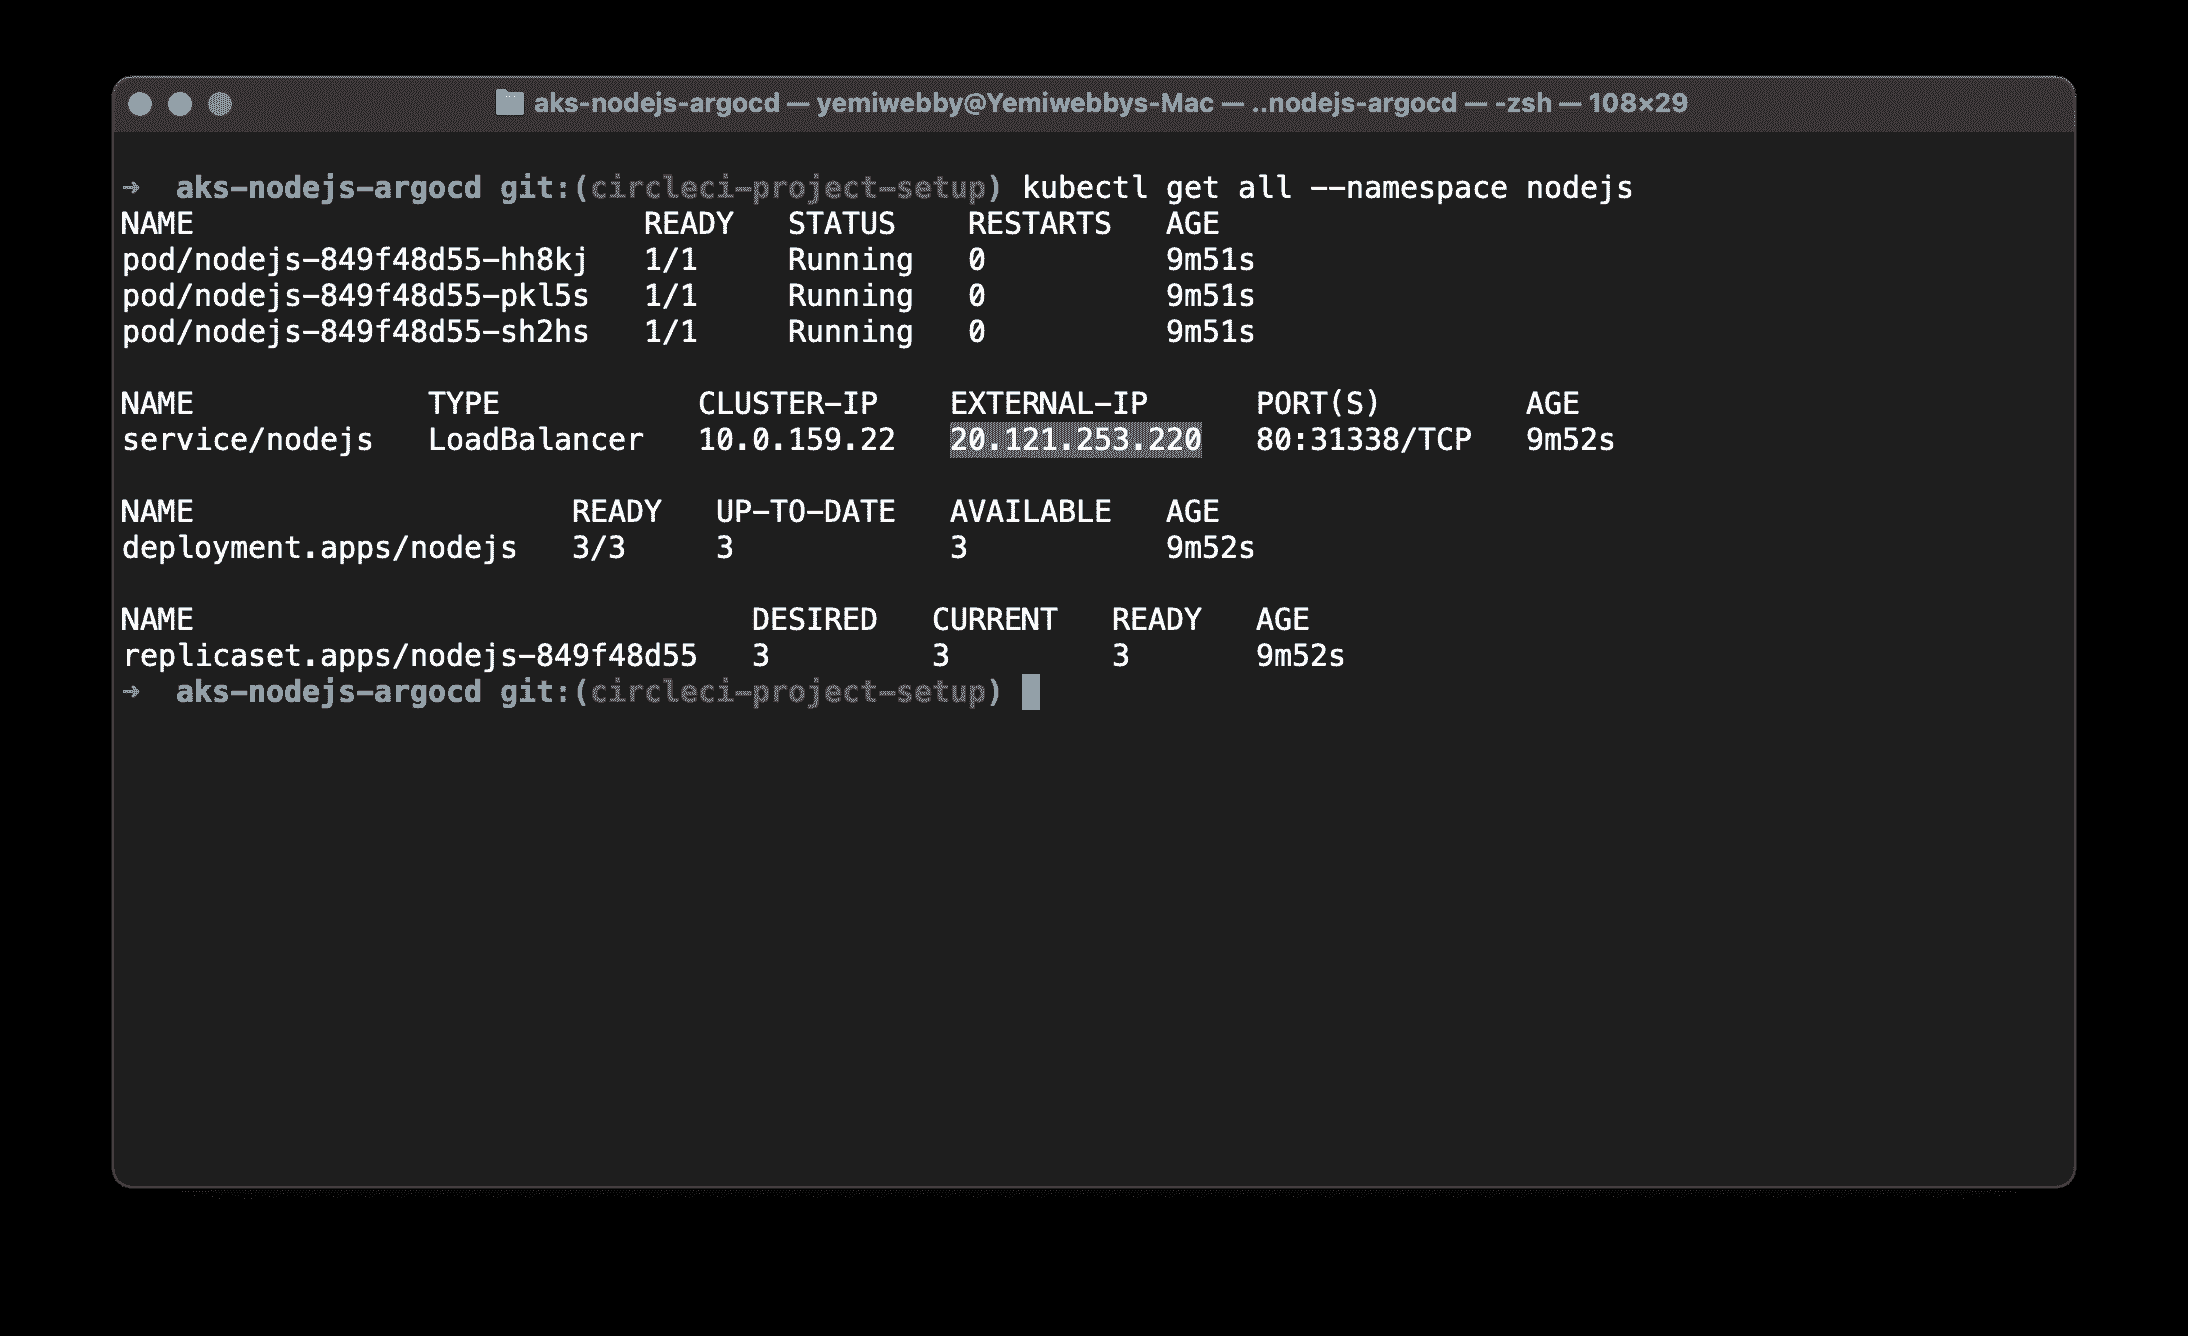 aks-nodejs-argocd — yemiwebby@Yemiwebbys-Mac — ..nodejs-argocd — -zsh — 108×29
→  aks-nodejs-argocd git:(circleci-project-setup) kubectl get all --namespace nodejs
NAME                         READY   STATUS    RESTARTS   AGE
pod/nodejs-849f48d55-hh8kj   1/1     Running   0          9m51s
pod/nodejs-849f48d55-pkl5s   1/1     Running   0          9m51s
pod/nodejs-849f48d55-sh2hs   1/1     Running   0          9m51s
NAME             TYPE           CLUSTER-IP    EXTERNAL-IP      PORT(S)        AGE
service/nodejs   LoadBalancer   10.0.159.22   20.121.253.220   80:31338/TCP   9m52s
NAME                     READY   UP-TO-DATE   AVAILABLE   AGE
deployment.apps/nodejs   3/3     3            3           9m52s
NAME                               DESIRED   CURRENT   READY   AGE
replicaset.apps/nodejs-849f48d55   3         3         3       9m52s
→  aks-nodejs-argocd git:(circleci-project-setup)